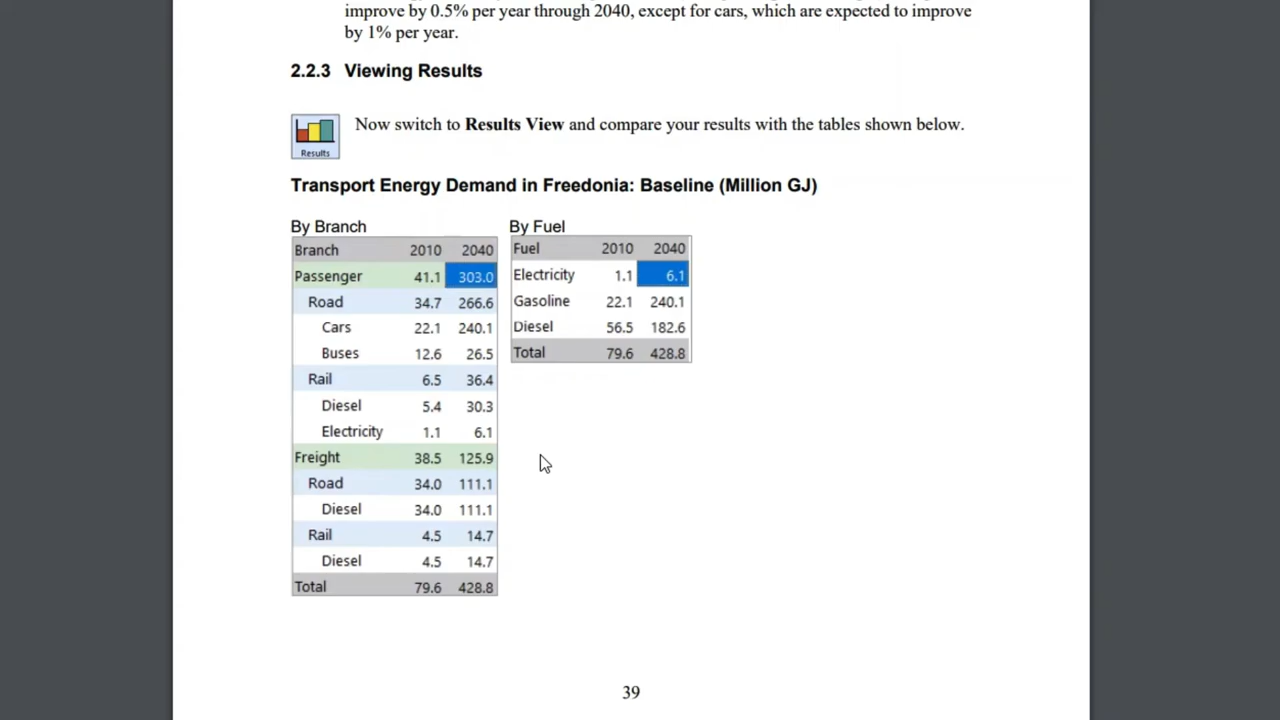 improve by 0.5% per year through 2040, except for cars, which are expected to improve
by 1% per year.
2.2.3 Viewing Results
Results
Now switch to Results View and compare your results with the tables shown below.
Transport Energy Demand in Freedonia: Baseline (Million GJ)
By Branch
Branch 2010 2040
Passenger 41.1 303.0
Road 34.7 266.6
Cars 22.1 240.1
Buses 12.6 26.5
Rail 6.5 36.4
Diesel 5.4 30.3
Electricity 1.1 6.1
Freight 38.5 125.9
Road 34.0 111.1
Diesel 34.0 111.1
Rail 4.5 14.7
Diesel 4.5 14.7
Total 79.6 428.8
By Fuel
Fuel 2010 2040
Electricity 1.1 6.1
Gasoline 22.1 240.1
Diesel 56.5 182.6
Total 79.6 428.8
39